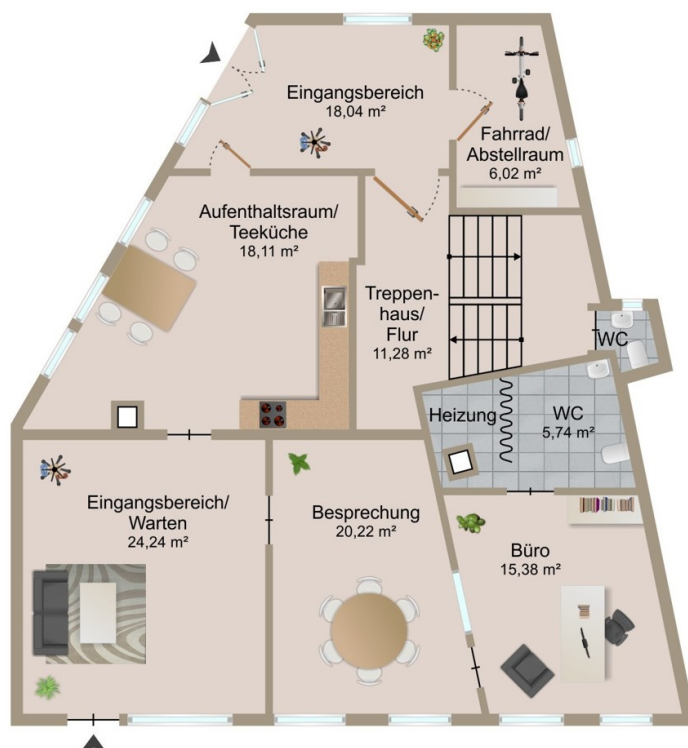 Eingangsbereich
18,04 m²
Fahrrad/
Abstellraum
6,02 m²
Aufenthaltsraum/
Teeküche
18,11 m²
Treppen-
haus/
Flur
11,28 m²
WC
Heizung
WC
5,74 m²
Eingangsbereich/
Warten
24,24 m²
Besprechung
20,22 m²
Büro
15,38 m²